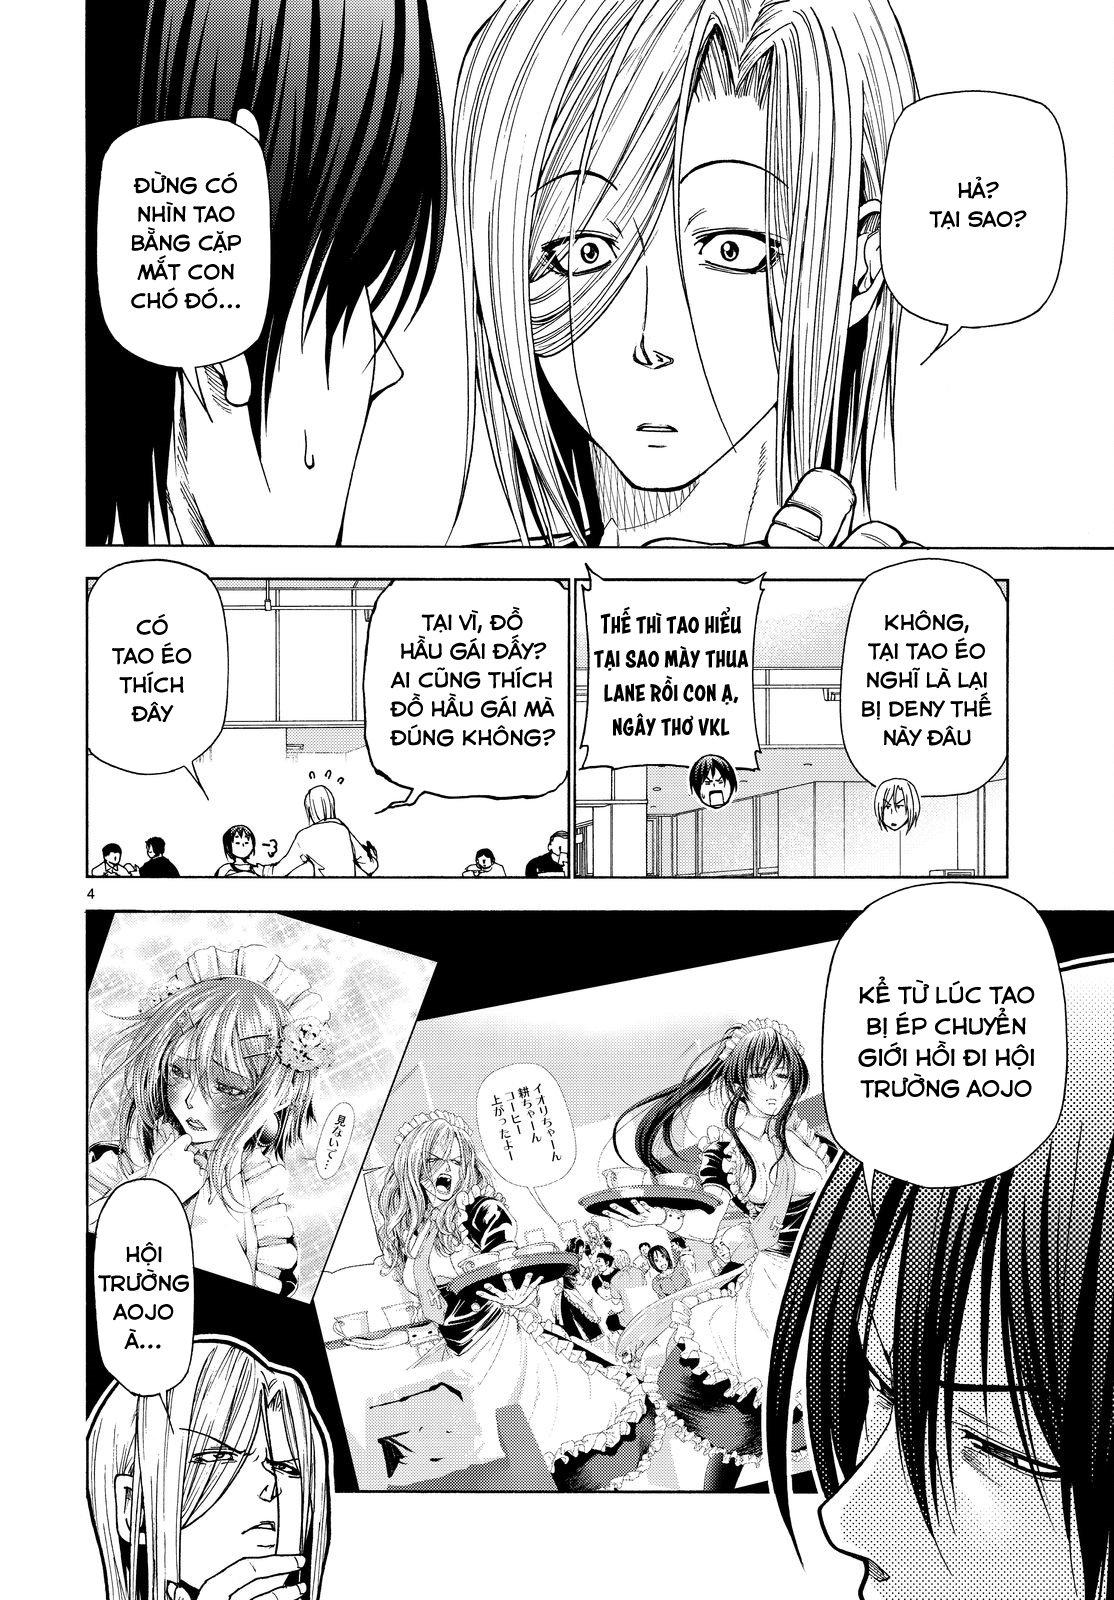 HẢ?
TẠI SAO?
ĐỪNG CÓ
NHÌN TAO
BẰNG CẶP
MẮT CON
CHÓ ĐÓ...
KHÔNG,
TẠI TAO ÉO
NGHĨ LÀ LẠI
BỊ DENY THẾ
NÀY ĐÂU
THẾ THÌ TAO HIỂU
TẠI SAO MÀY THUA
LANE RỒI CON Ạ,
NGÂY THƠ VKL
TẠI VÌ, ĐỒ
HẦU GÁI ĐẤY?
AI CŨNG THÍCH
ĐỒ HẦU GÁI MÀ
ĐÚNG KHÔNG?
CÓ
TAO ÉO
THÍCH
ĐÂY
4
KỂ TỪ LÚC TAO
BỊ ÉP CHUYỂN
GIỚI HỒI ĐI HỘI
TRƯỜNG AOJO
イオリちゃーん
耕ちゃーん
コーヒー
上がったよー
見ないで…
HỘI
TRƯỜNG
AOJO
À...